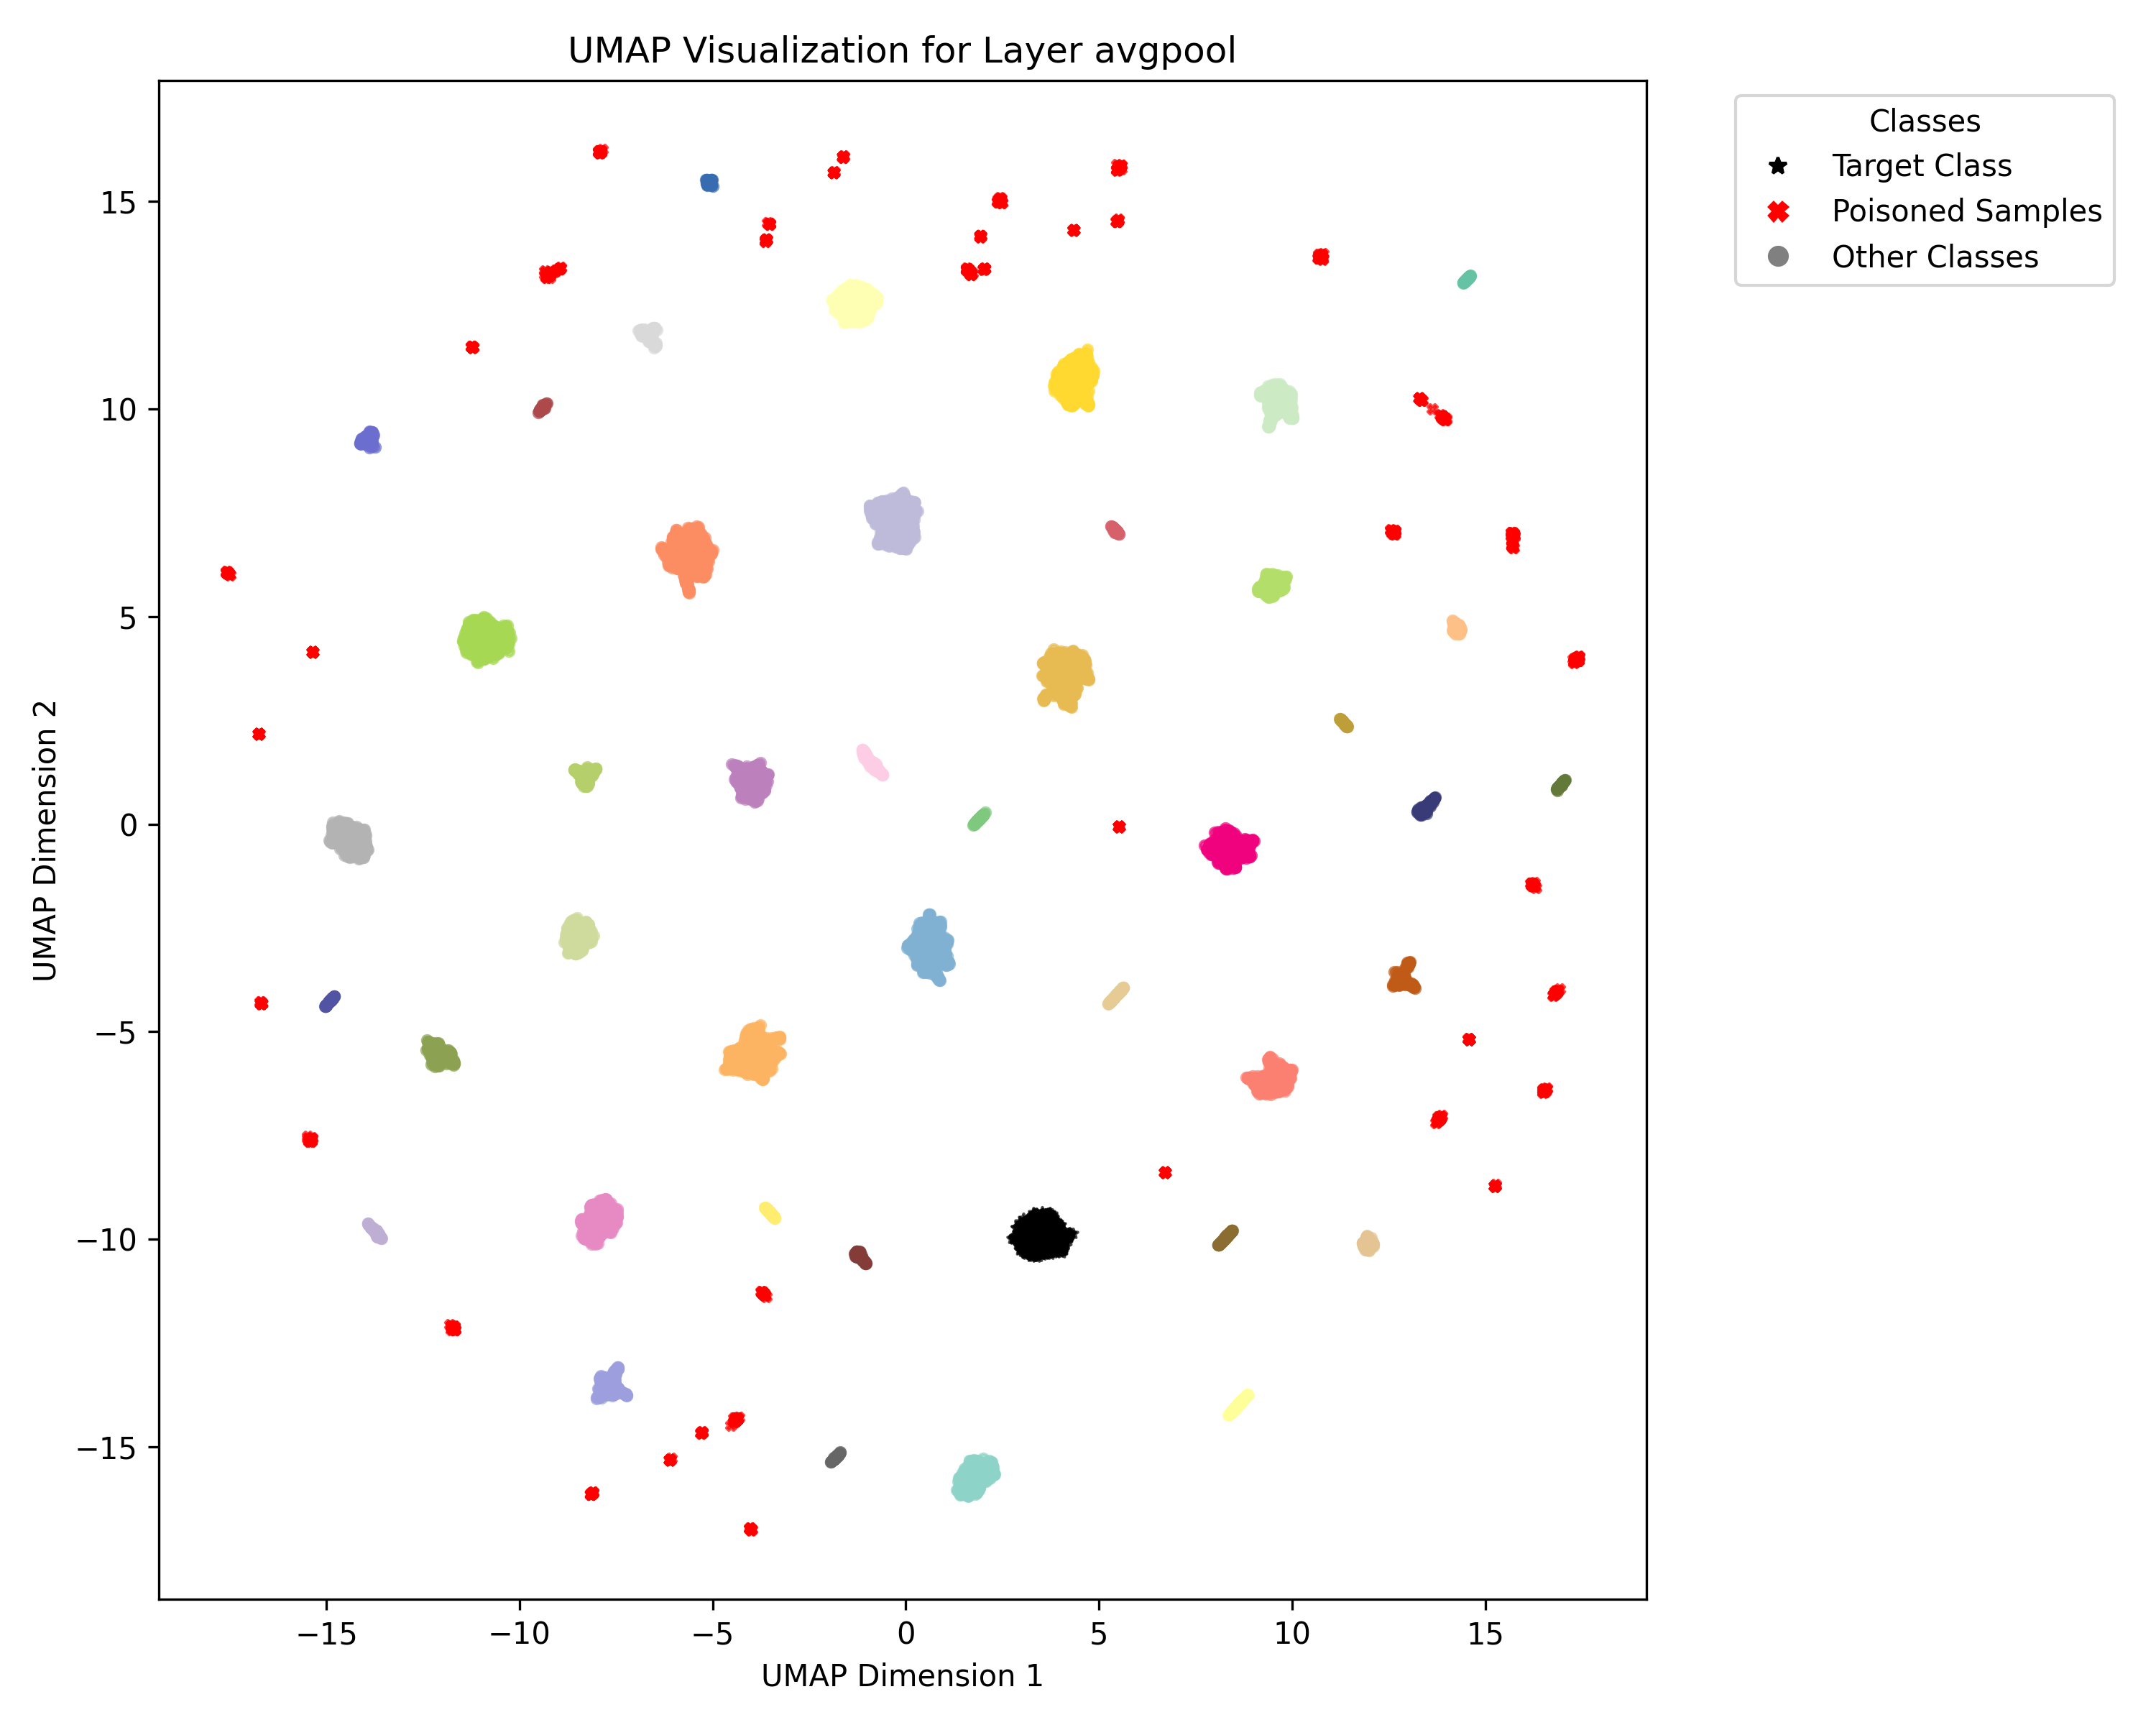 UMAP Visualization for Layer avgpool
Classes
Target Class
Poisoned Samples
Other Classes
15
10
5
0
−5
−10
−15
UMAP Dimension 2
−15
−10
−5
0
5
10
15
UMAP Dimension 1